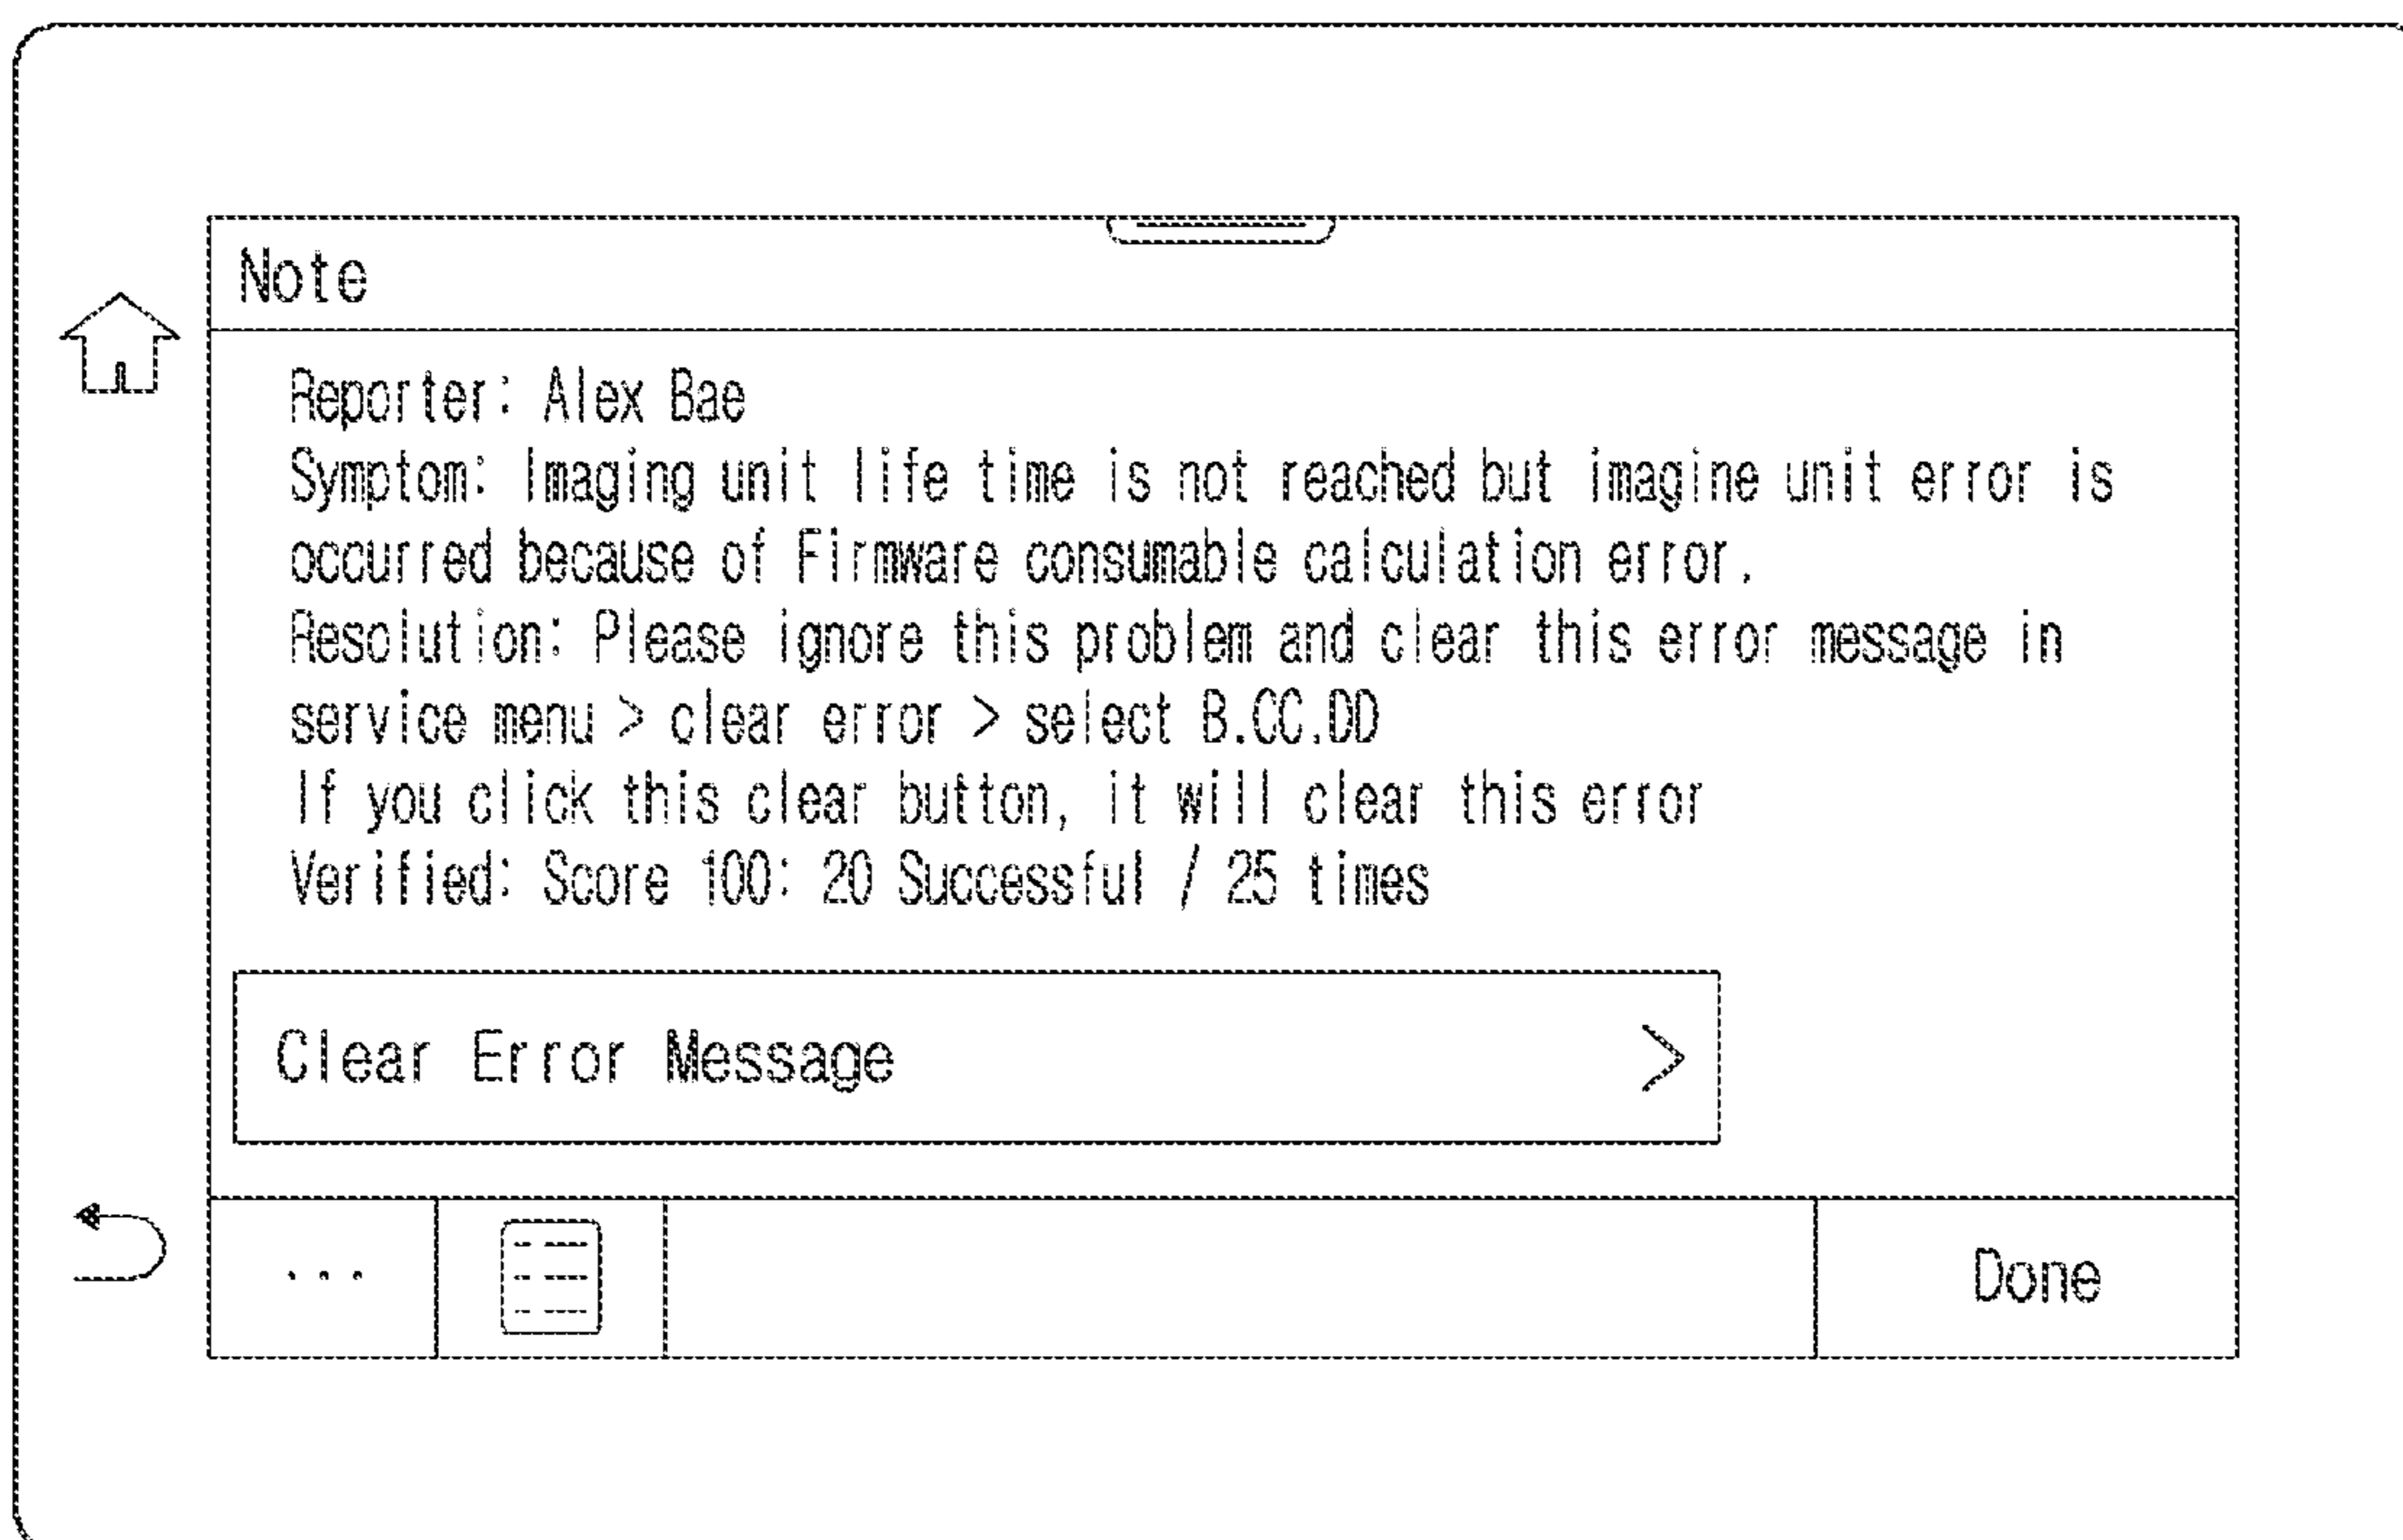 Note
Reporter: Alex Bae
Symptom: Imaging unit life time is not reached but imagine unit error is
occurred because of Firmware consumable calculation error.
Resolution: Please ignore this problem and clear this error message in
service menu > clear error > select B.CC.DD
If you click this clear button, it will clear this error
Verified: Score 100: 20 Successful / 25 times
Clear Error Message >
... Done